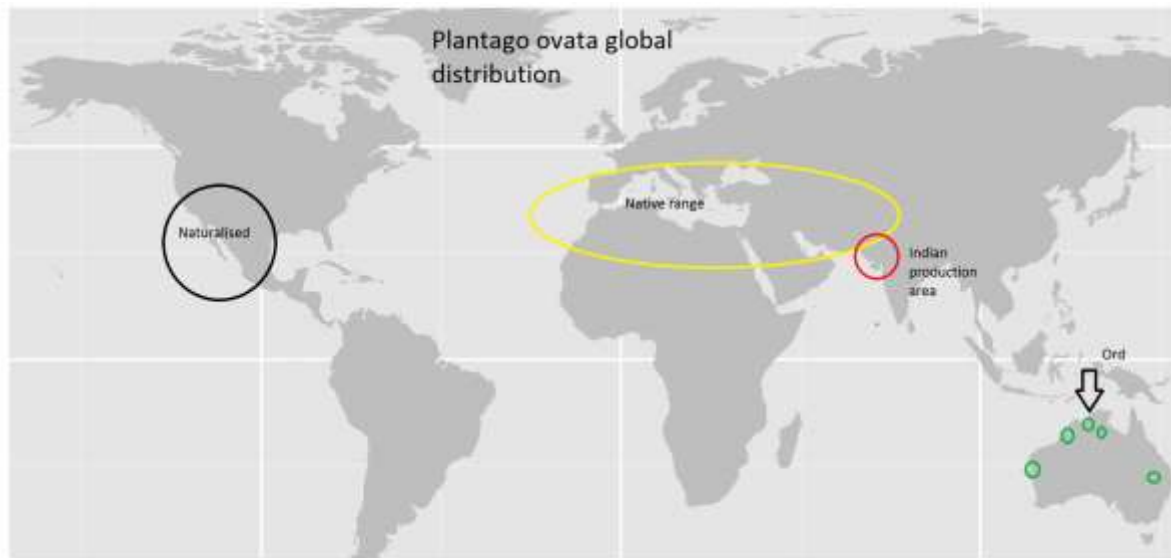 Plantago ovata global
distribution
Naturalised
Native range
Indian
production
area
Ord